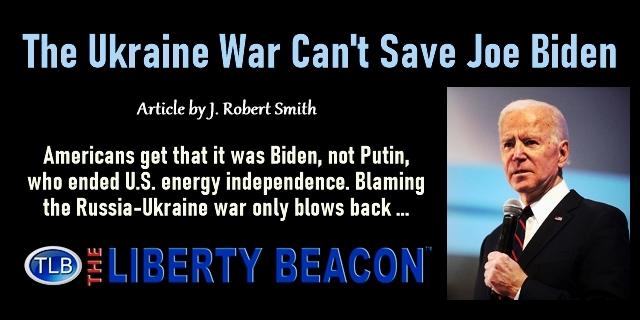 The Ukraine War Can't Save Joe Biden
Article by J. Robert Smith
Americans get that it was Biden, not Putin,
who ended U.S. energy independence. Blaming
the Russia-Ukraine war only blows back ...
TLB THE LIBERTY BEACON™